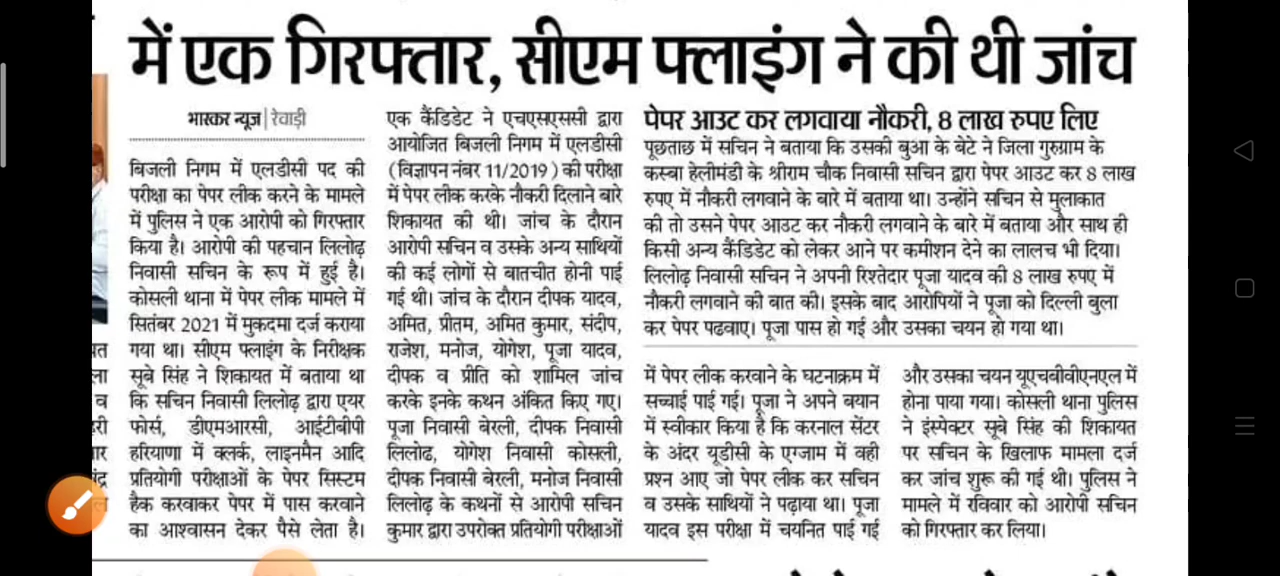 में एक गिरफ्तार, सीएम फ्लाइंग ने की थी जांच
भास्कर न्यूज | रेवाड़ी
बिजली निगम में एलडीसी पद की
परीक्षा का पेपर लीक करने के मामले
में पुलिस ने एक आरोपी को गिरफ्तार
किया है। आरोपी की पहचान लिलोढ़
निवासी सचिन के रूप में हुई है।
कोसली थाना में पेपर लीक मामले में
सितंबर 2021 में मुकदमा दर्ज कराया
गया था। सीएम फ्लाइंग के निरीक्षक
सूबे सिंह ने शिकायत में बताया था
कि सचिन निवासी लिलोढ़ द्वारा एयर
फोर्स, डीएमआरसी, आईटीबीपी
हरियाणा में क्लर्क, लाइनमैन आदि
प्रतियोगी परीक्षाओं के पेपर सिस्टम
हैक करवाकर पेपर में पास करवाने
का आश्वासन देकर पैसे लेता है।
एक कैंडिडेट ने एचएसएससी द्वारा
आयोजित बिजली निगम में एलडीसी
(विज्ञापन नंबर 11/2019) की परीक्षा
में पेपर लीक करके नौकरी दिलाने बारे
शिकायत की थी। जांच के दौरान
आरोपी सचिन व उसके अन्य साथियों
की कई लोगों से बातचीत होनी पाई
गई थी। जांच के दौरान दीपक यादव,
अमित, प्रीतम, अमित कुमार, संदीप,
राजेश, मनोज, योगेश, पूजा यादव,
दीपक व प्रीति को शामिल जांच
करके इनके कथन अंकित किए गए।
पूजा निवासी बेरली, दीपक निवासी
लिलोढ, योगेश निवासी कोसली,
दीपक निवासी बेरली, मनोज निवासी
लिलोढ़ के कथनों से आरोपी सचिन
कुमार द्वारा उपरोक्त प्रतियोगी परीक्षाओं
पेपर आउट कर लगवाया नौकरी, 8 लाख रुपए लिए
पूछताछ में सचिन ने बताया कि उसकी बुआ के बेटे ने जिला गुरुग्राम के
कस्बा हेलीमंडी के श्रीराम चौक निवासी सचिन द्वारा पेपर आउट कर 8 लाख
रुपए में नौकरी लगवाने के बारे में बताया था। उन्होंने सचिन से मुलाकात
की तो उसने पेपर आउट कर नौकरी लगवाने के बारे में बताया और साथ ही
किसी अन्य कैंडिडेट को लेकर आने पर कमीशन देने का लालच भी दिया।
लिलोढ़ निवासी सचिन ने अपनी रिश्तेदार पूजा यादव की 8 लाख रुपए में
नौकरी लगवाने की बात की। इसके बाद आरोपियों ने पूजा को दिल्ली बुला
कर पेपर पढवाए। पूजा पास हो गई और उसका चयन हो गया था।
में पेपर लीक करवाने के घटनाक्रम में
सच्चाई पाई गई। पूजा ने अपने बयान
में स्वीकार किया है कि करनाल सेंटर
के अंदर यूडीसी के एग्जाम में वही
प्रश्न आए जो पेपर लीक कर सचिन
व उसके साथियों ने पढ़ाया था। पूजा
यादव इस परीक्षा में चयनित पाई गई
और उसका चयन यूएचबीवीएनएल में
होना पाया गया। कोसली थाना पुलिस
ने इंस्पेक्टर सूबे सिंह की शिकायत
पर सचिन के खिलाफ मामला दर्ज
कर जांच शुरू की गई थी। पुलिस ने
मामले में रविवार को आरोपी सचिन
को गिरफ्तार कर लिया।